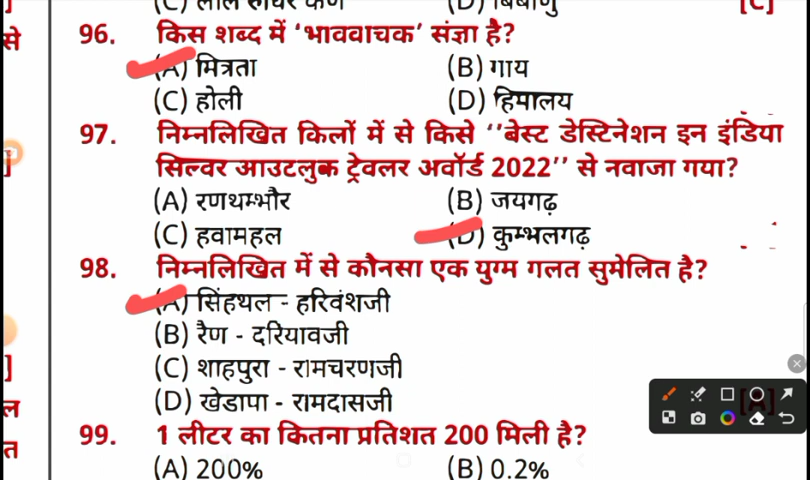 (C) लाल रुधिर कण (D) बिंबाणु [C]
96. किस शब्द में 'भाववाचक' संज्ञा है?
(A) मित्रता (B) गाय
(C) होली (D) हिमालय
97. निम्नलिखित किलों में से किसे ''बेस्ट डेस्टिनेशन इन इंडिया
सिल्वर आउटलुक ट्रेवलर अवॉर्ड 2022'' से नवाजा गया?
(A) रणथम्भौर (B) जयगढ़
(C) हवामहल (D) कुम्भलगढ़
98. निम्नलिखित में से कौनसा एक युग्म गलत सुमेलित है?
(A) सिंहथल - हरिवंशजी
(B) रैण - दरियावजी
(C) शाहपुरा - रामचरणजी
(D) खेडापा - रामदासजी [A]
99. 1 लीटर का कितना प्रतिशत 200 मिली है?
(A) 200% (B) 0.2%
से
ल
त